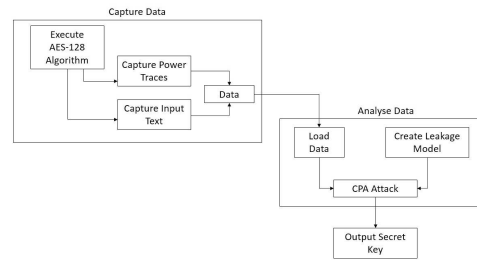 Capture Data
Execute
AES-128
Algorithm
Capture Power
Traces
Capture Input
Text
Data
Analyse Data
Load
Data
Create Leakage
Model
CPA Attack
Output Secret
Key